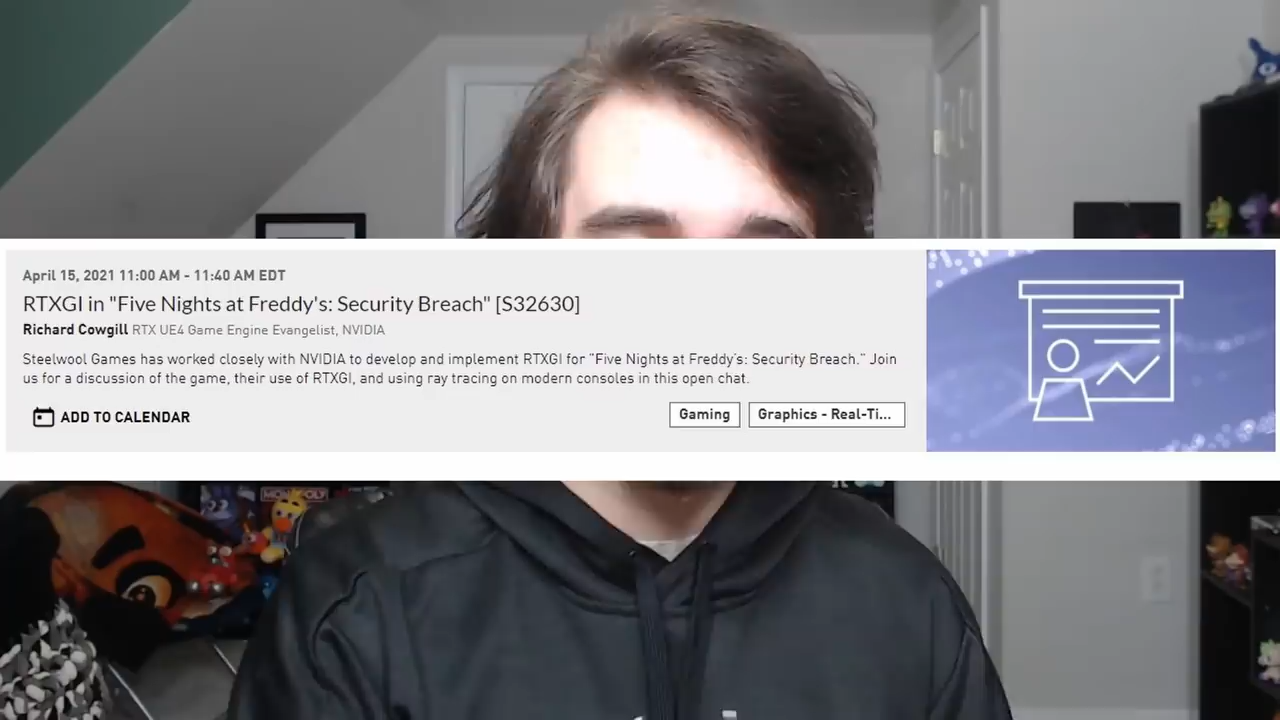 April 15, 2021 11:00 AM - 11:40 AM EDT
RTXGI in "Five Nights at Freddy's: Security Breach" [S32630]
Richard Cowgill RTX UE4 Game Engine Evangelist, NVIDIA
Steelwool Games has worked closely with NVIDIA to develop and implement RTXGI for "Five Nights at Freddy's: Security Breach." Join
us for a discussion of the game, their use of RTXGI, and using ray tracing on modern consoles in this open chat.
ADD TO CALENDAR
Gaming
Graphics - Real-Ti...
MONOPOLY